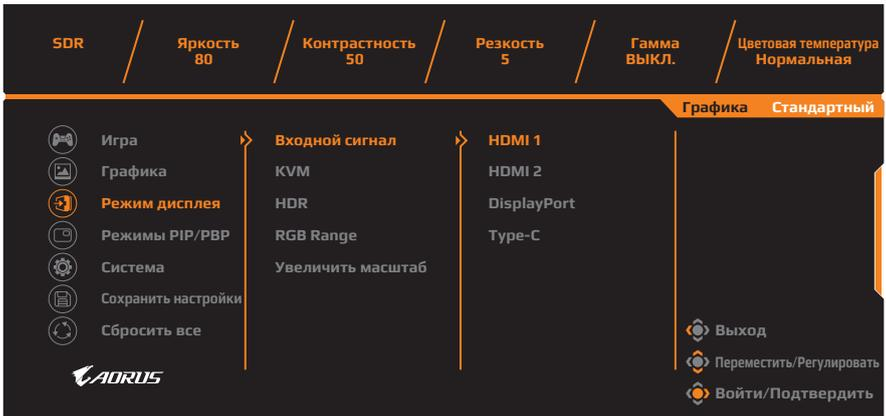 SDR
Яркость
80
Контрастность
50
Резкость
5
Гамма
ВЫКЛ.
Цветовая температура
Нормальная
Графика Стандартный
Игра
Графика
Режим дисплея
Режимы PIP/PBP
Система
Сохранить настройки
Сбросить все
Входной сигнал
KVM
HDR
RGB Range
Увеличить масштаб
HDMI 1
HDMI 2
DisplayPort
Type-C
Выход
Переместить/Регулировать
Войти/Подтвердить
AORUS